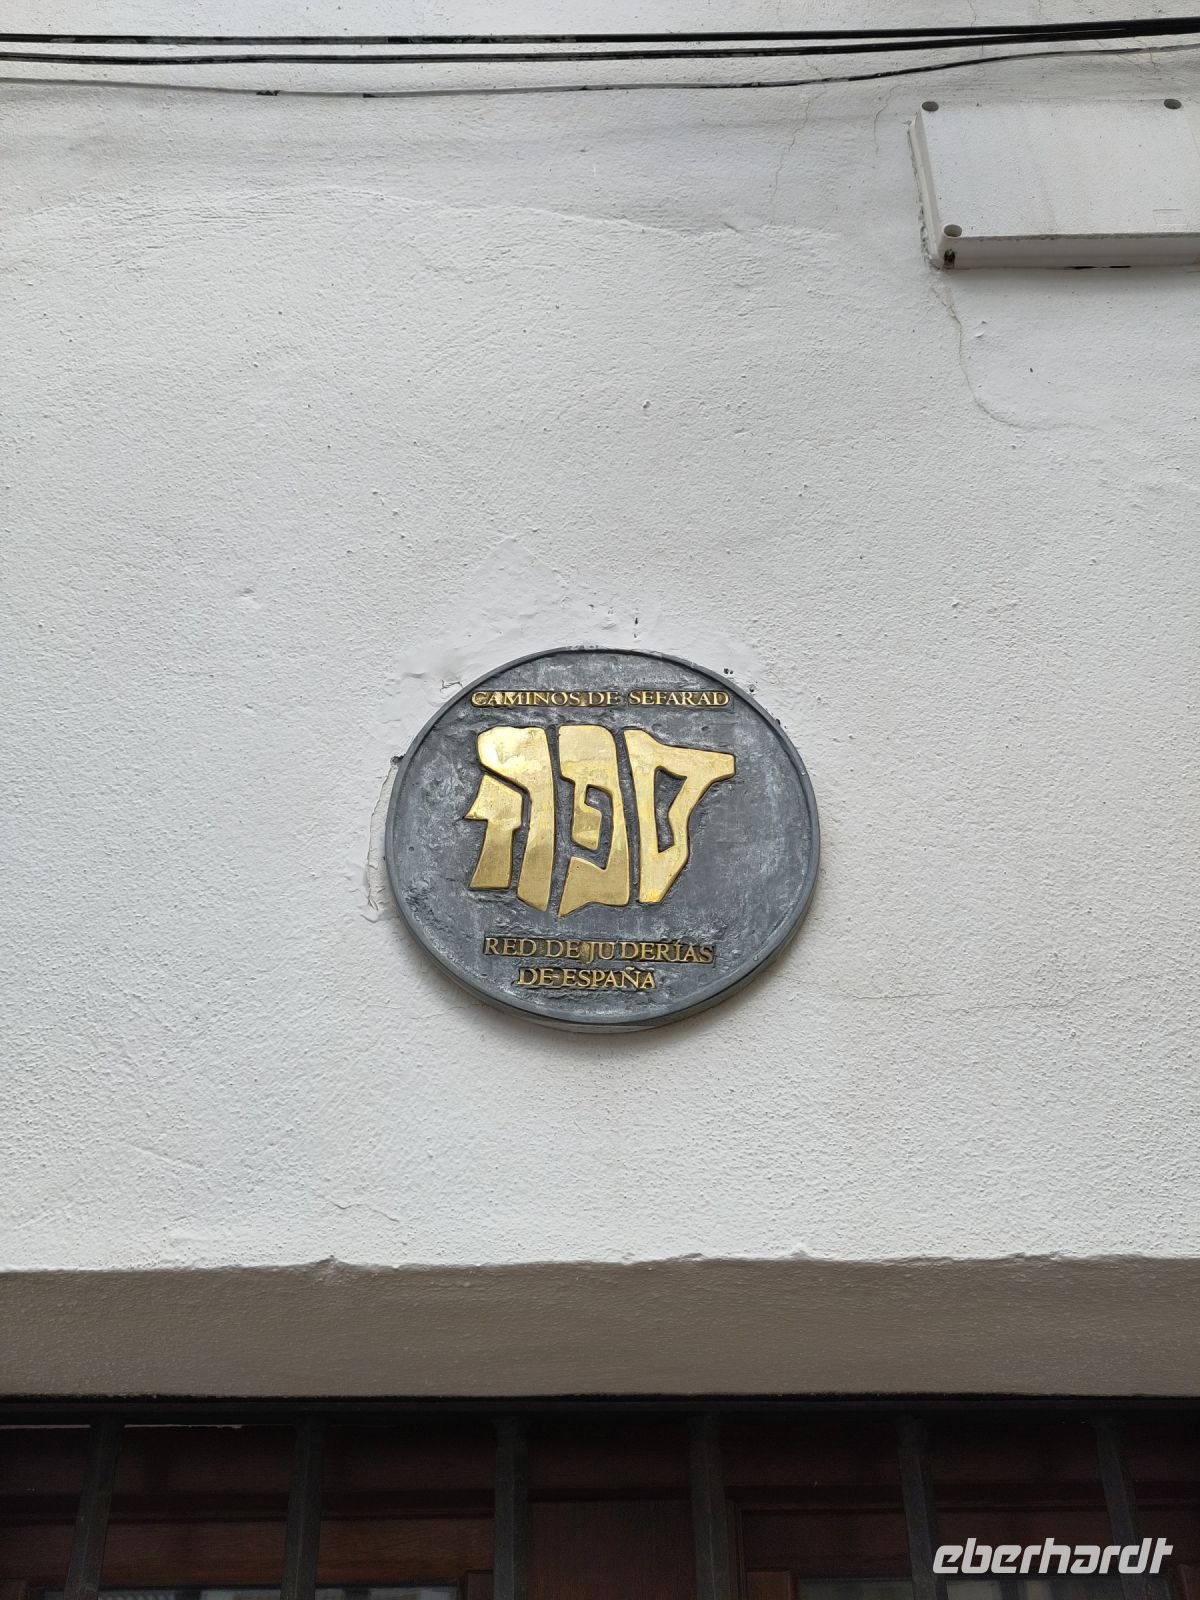 CAMINOS DE SEFARAD
ספרד
RED DE JUDERÍAS
DE ESPAÑA
eberhardt